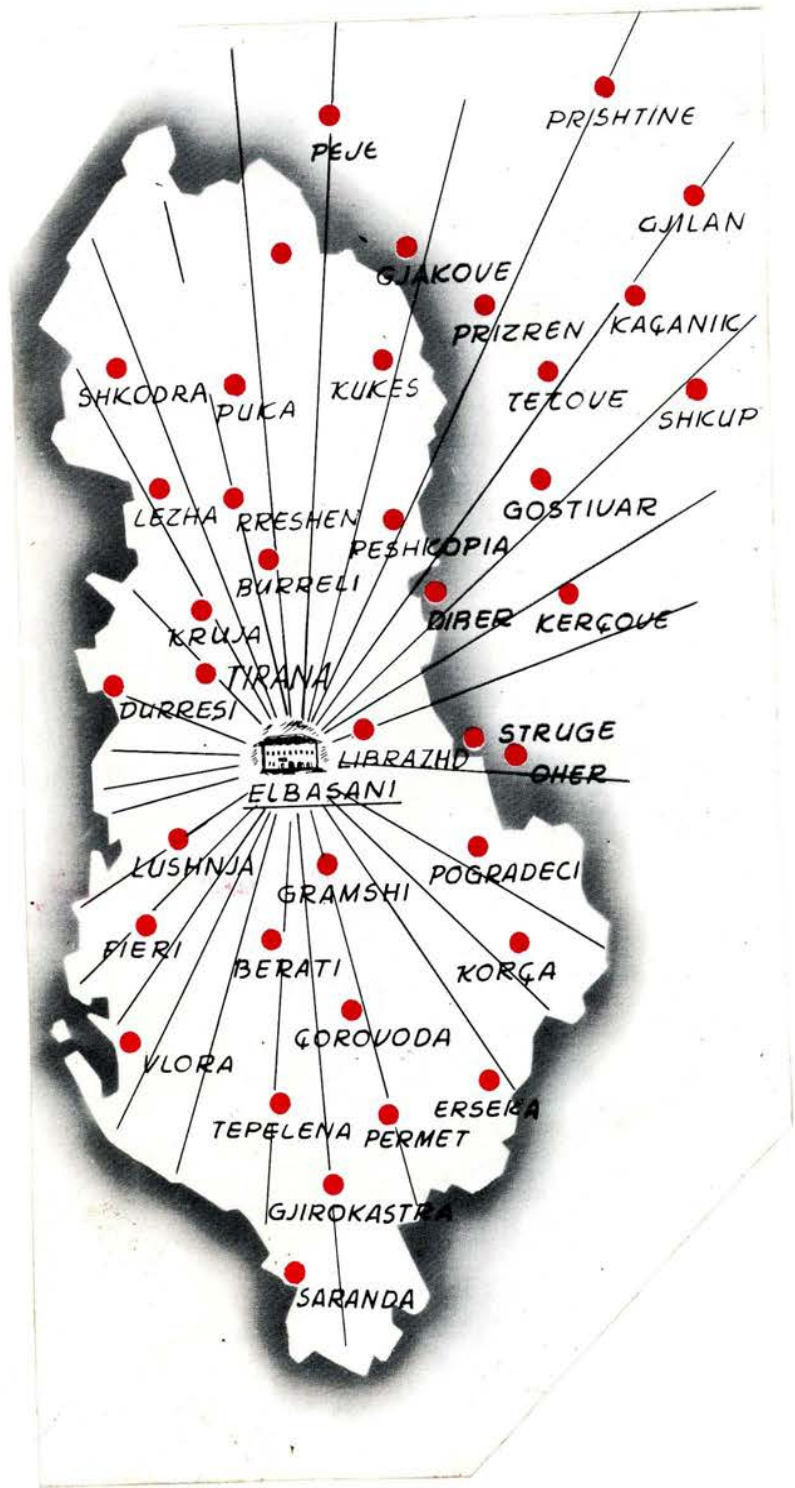 PRISHTINE
PEJE
GJILAN
GJAKOVE
PRIZREN
KAÇANIK
SHKODRA
PUKA
KUKES
TETOVE
SHKUP
LEZHA
RRESHEN
PESHKOPIA
GOSTIVAR
BURRELI
KRUJA
DIBER
KERÇOVE
TIRANA
DURRESI
LIBRAZHD
STRUGE
OHER
ELBASANI
LUSHNJA
GRAMSHI
POGRADECI
FIERI
BERATI
KORÇA
ÇOROVODA
VLORA
TEPELENA
PERMET
ERSEKA
GJIROKASTRA
SARANDA